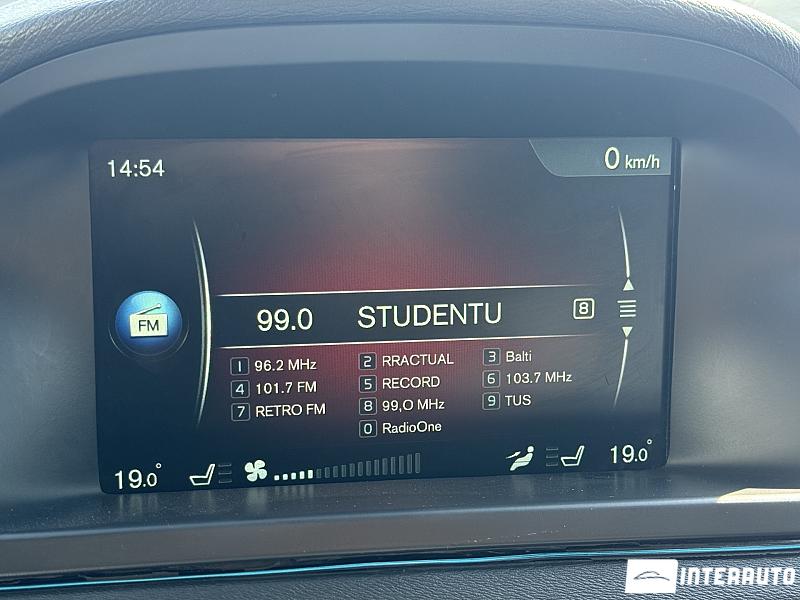 14:54
0 km/h
FM
99.0 STUDENTU 8
1 96.2 MHz 2 RRACTUAL 3 Balti
4 101.7 FM 5 RECORD 6 103.7 MHz
7 RETRO FM 8 99,O MHz 9 TUS
0 RadioOne
19.0° 19.0°
INTERAUTO